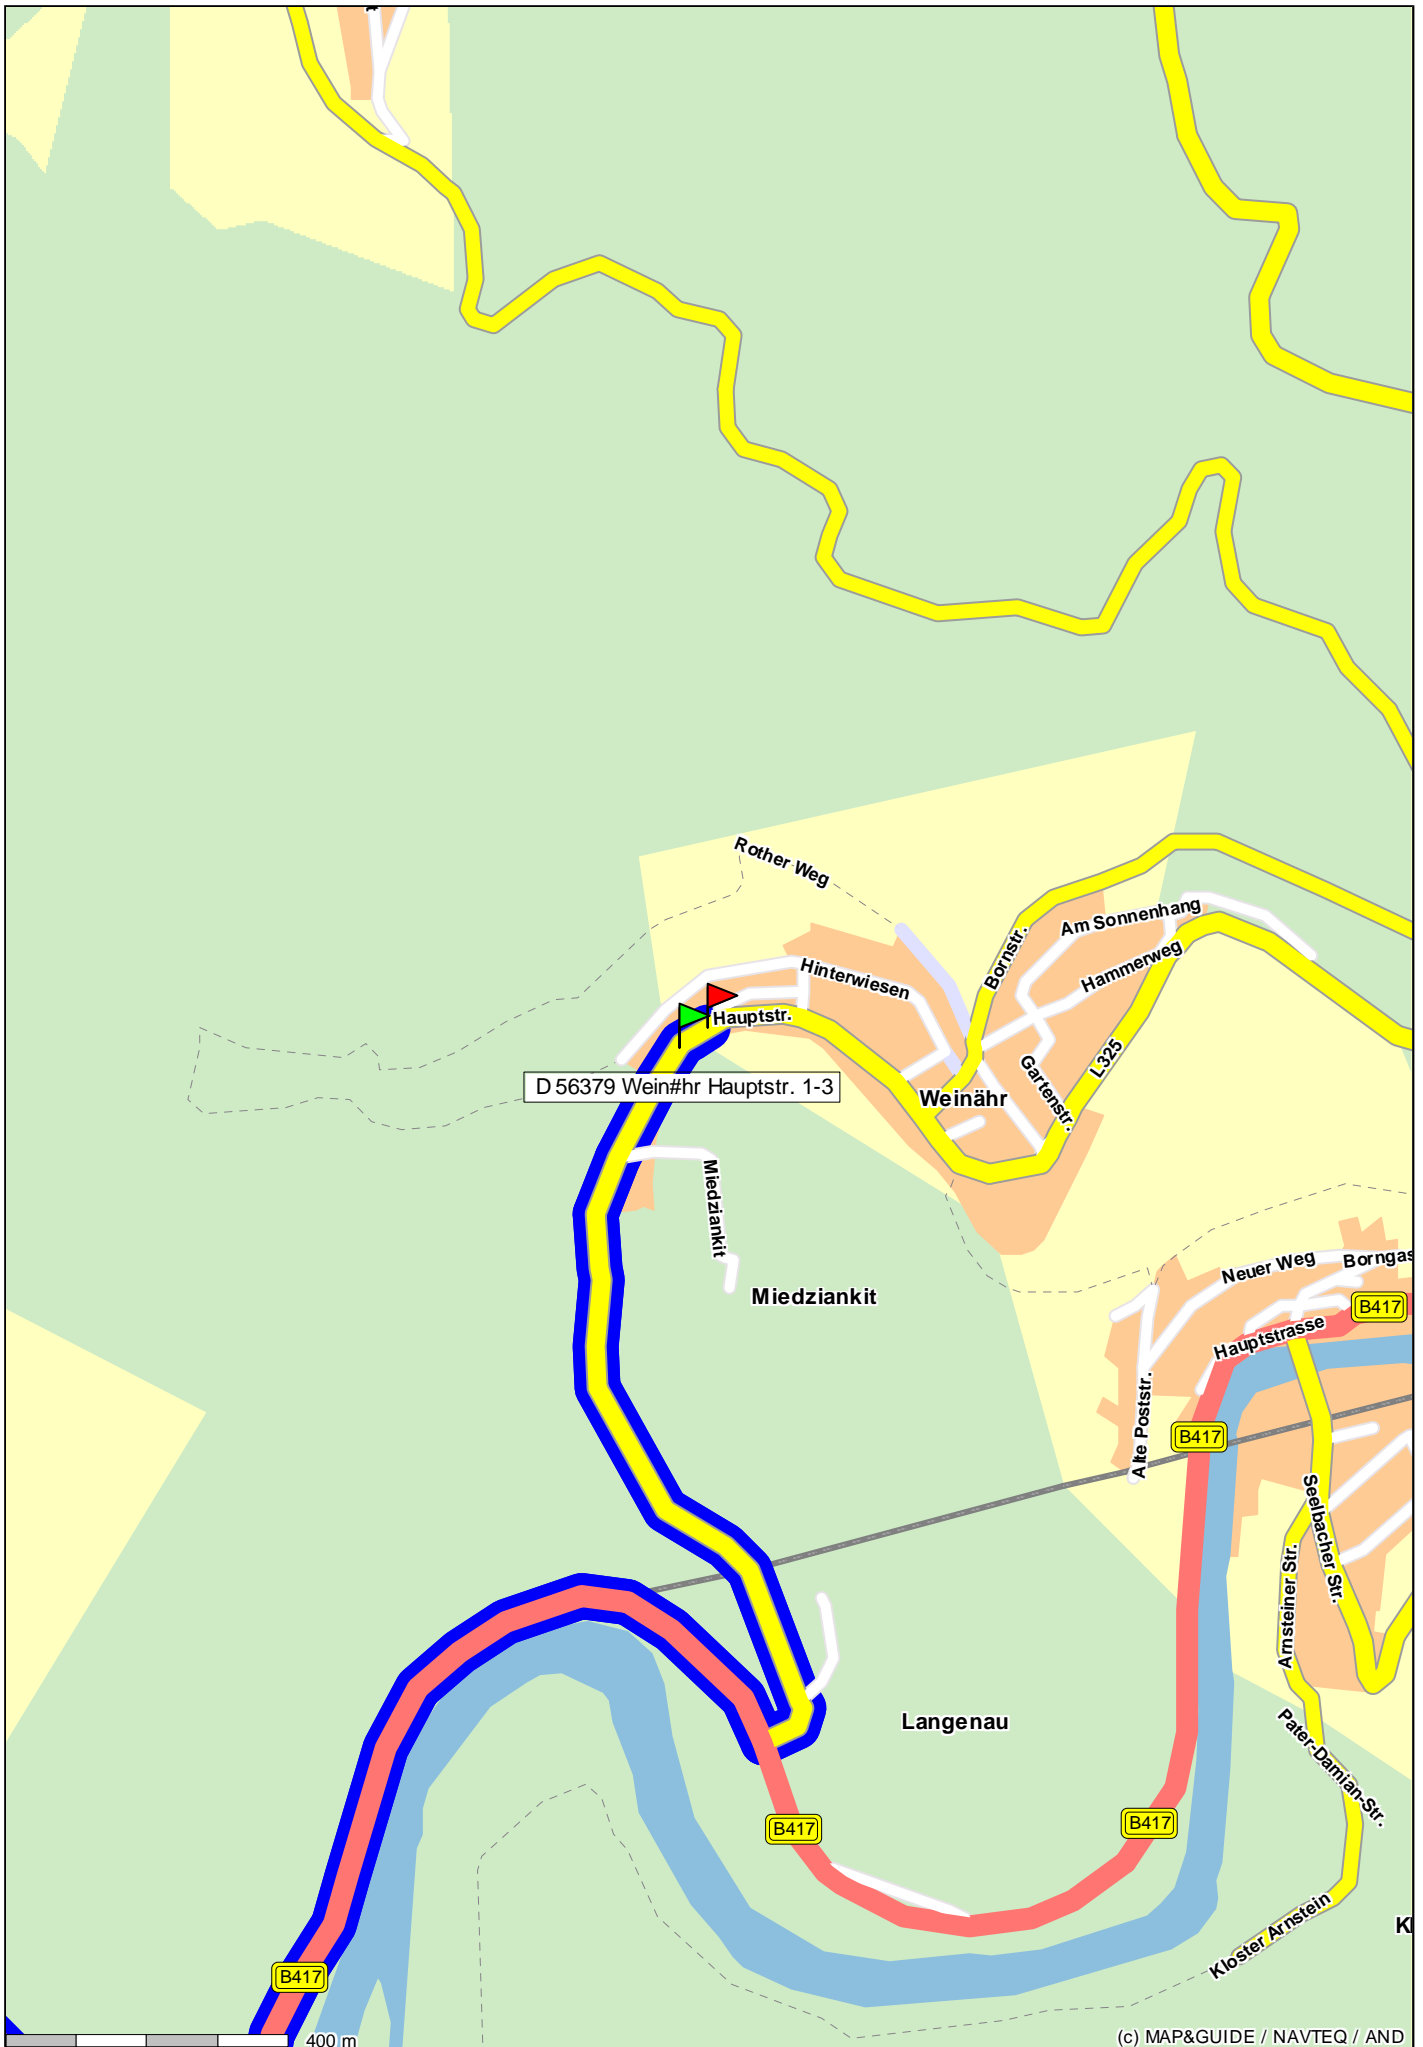 Rother Weg
Am Sonnenhang
Bornstr.
Hammerweg
Hinterwiesen
Hauptstr.
L325
Gartenstr.
D 56379 Wein#hr Hauptstr. 1-3
Weinähr
Miedziankit
Miedziankit
Neuer Weg
Borngas
B417
Hauptstrasse
Alte Poststr.
B417
Seelbacher Str.
Arnsteiner Str.
Langenau
Pater-Damian-Str.
B417
B417
Kloster Arnstein
Kl
B417
400 m
(c) MAP&GUIDE / NAVTEQ / AND